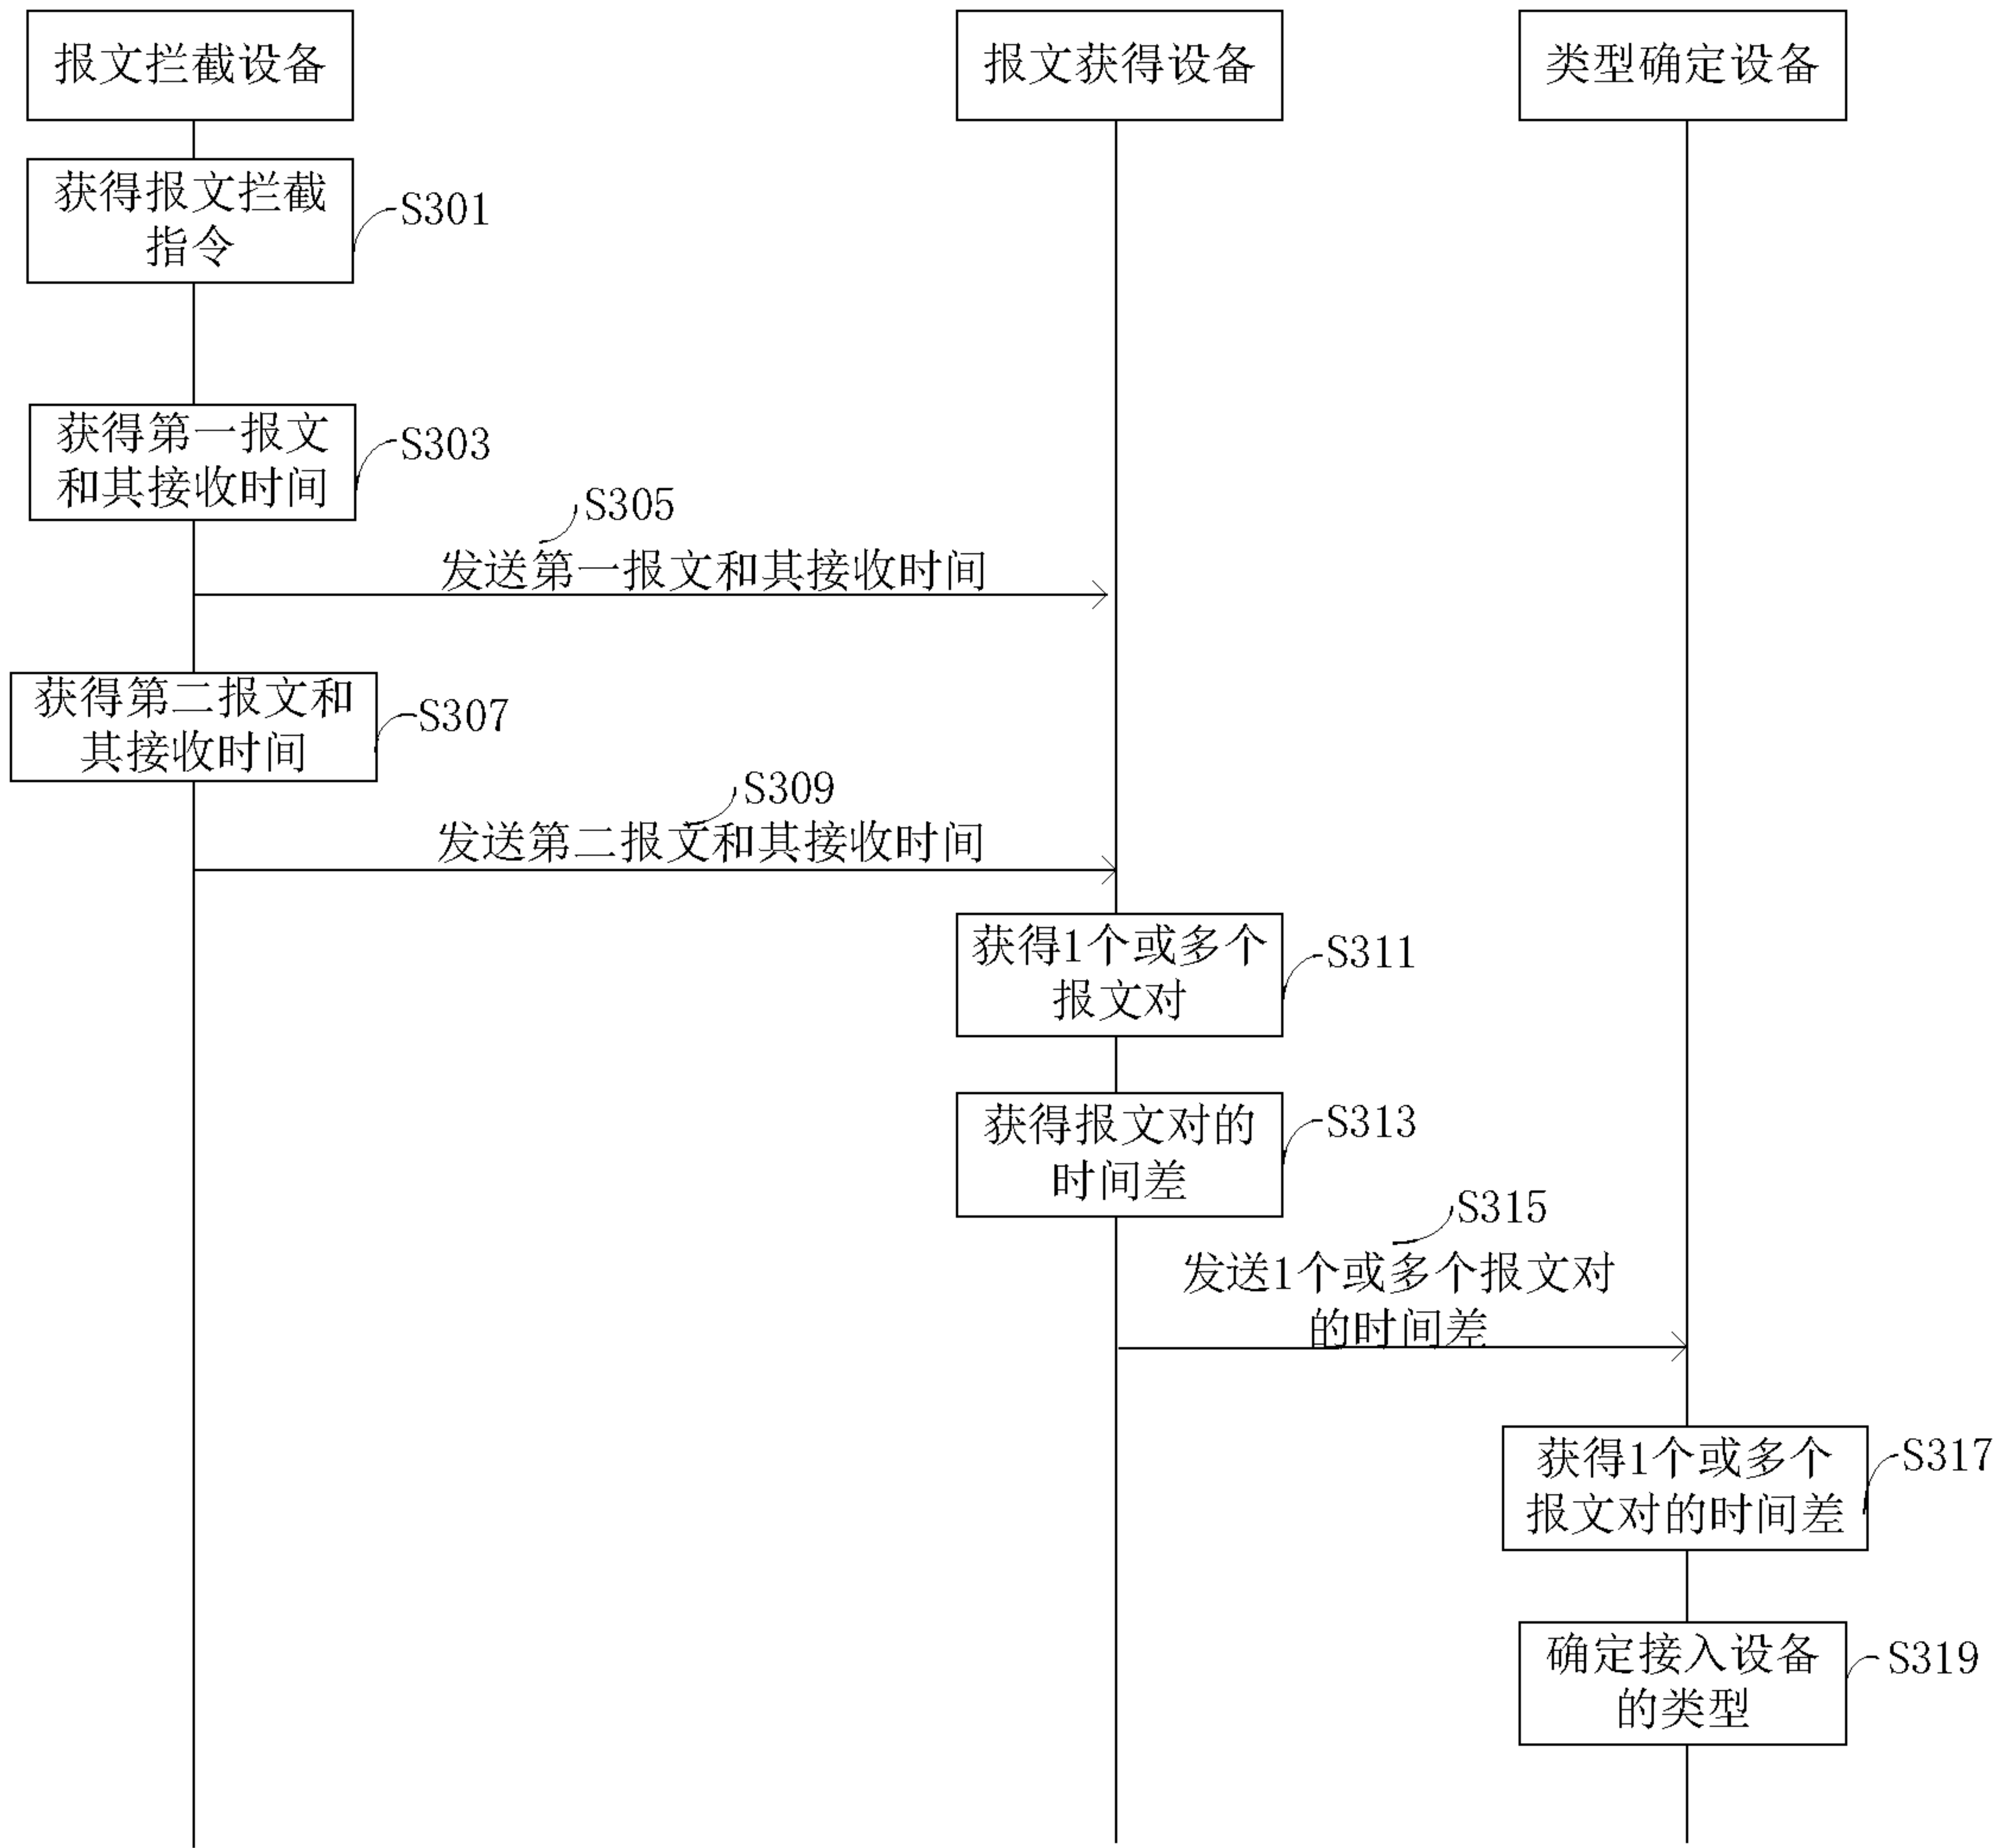 报文拦截设备
报文获得设备
类型确定设备
获得报文拦截
指令
S301
获得第一报文
和其接收时间
S303
S305
发送第一报文和其接收时间
获得第二报文和
其接收时间
S307
S309
发送第二报文和其接收时间
获得1个或多个
报文对
S311
获得报文对的
时间差
S313
S315
发送1个或多个报文对
的时间差
获得1个或多个
报文对的时间差
S317
确定接入设备
的类型
S319